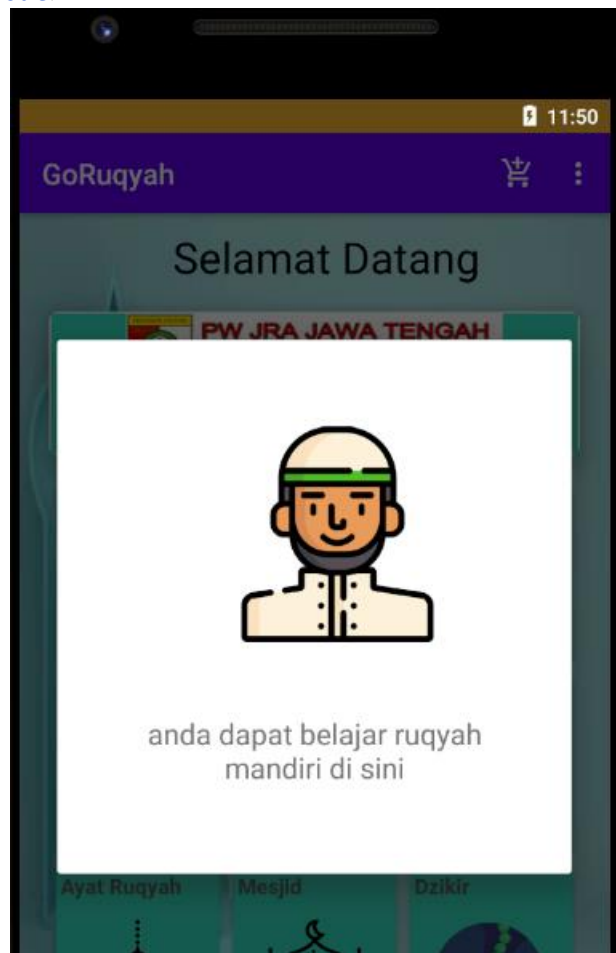 11:50
GoRuqyah
Selamat Datang
PW JRA JAWA TENGAH
anda dapat belajar ruqyah
mandiri di sini
Ayat Ruqyah Mesjid Dzikir